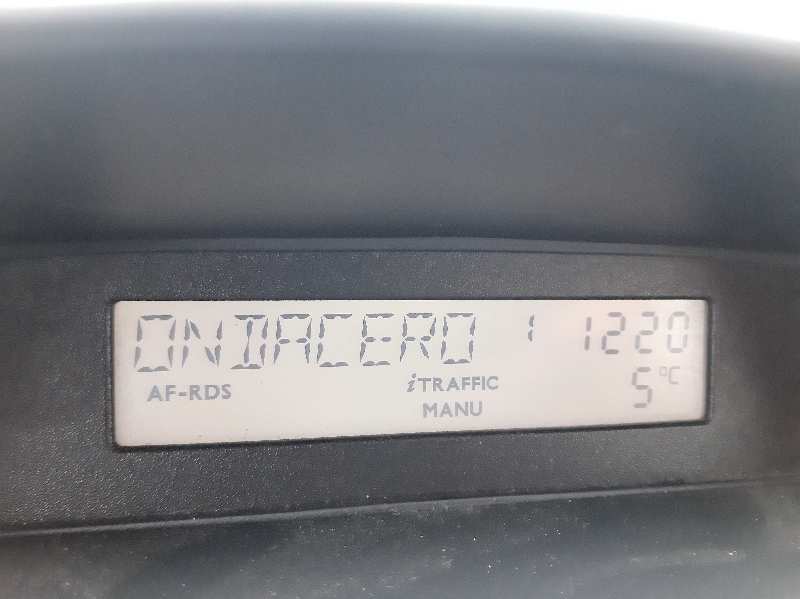 ONDACERO 1 1220
AF-RDS iTRAFFIC 5 °C
MANU